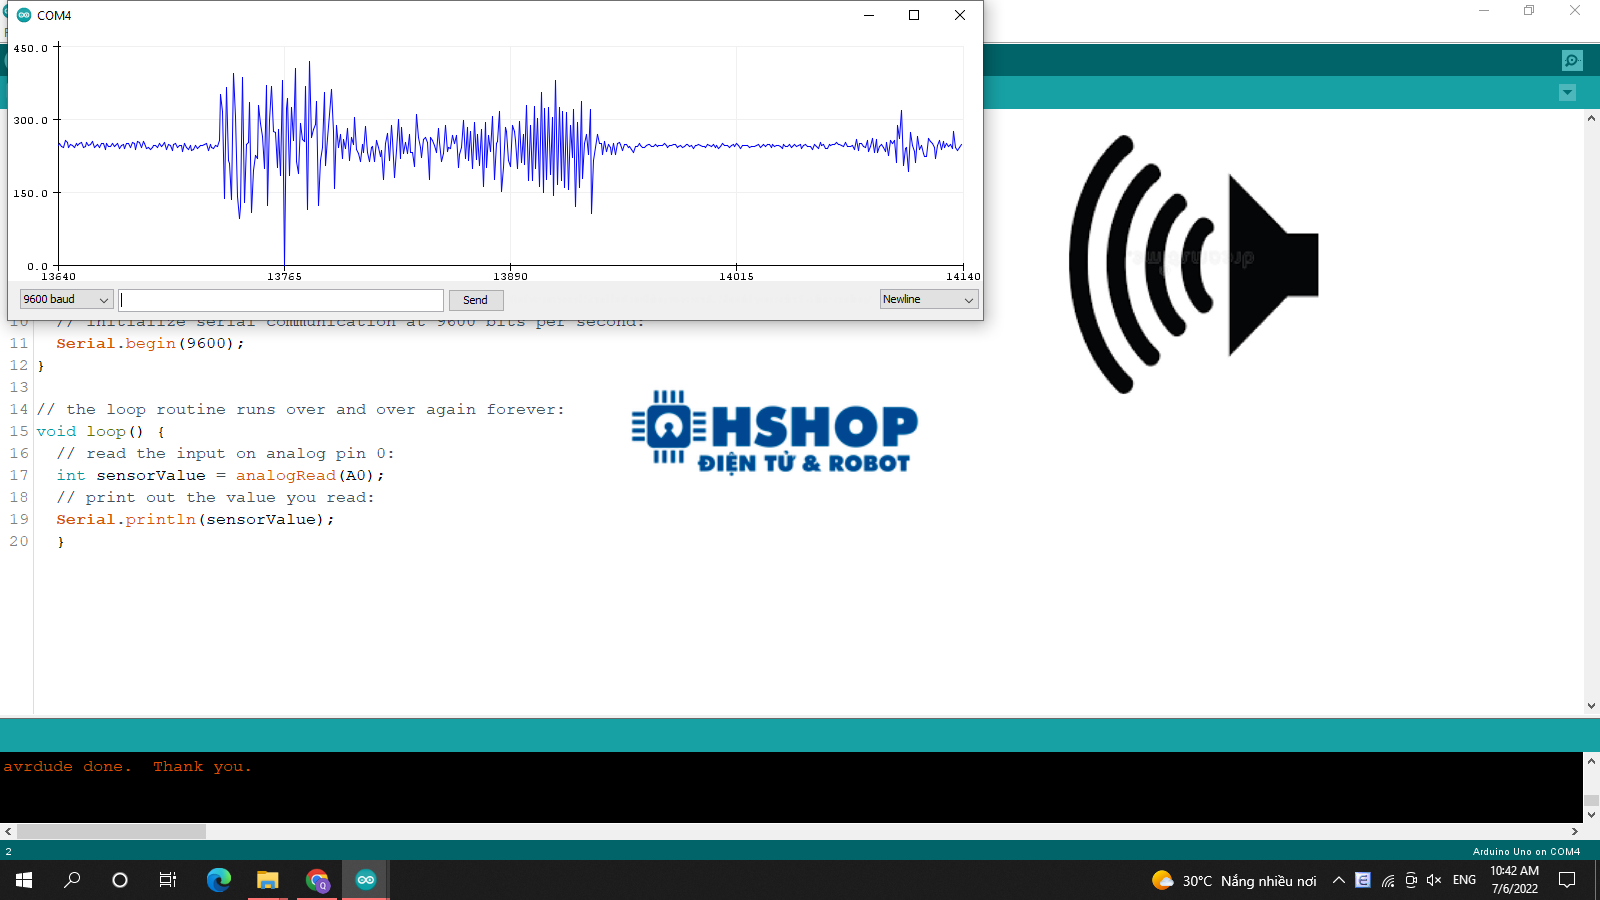 COM4
450.0
300.0
150.0
0.0
13640 13765 13890 14015 14140
9600 baud Send Newline
10 // initialize serial communication at 9600 bits per second:
11 Serial.begin(9600);
12 }
13
14 // the loop routine runs over and over again forever:
15 void loop() {
16 // read the input on analog pin 0:
17 int sensorValue = analogRead(A0);
18 // print out the value you read:
19 Serial.println(sensorValue);
20 }
HSHOP
ĐIỆN TỬ & ROBOT
avrdude done. Thank you.
2 Arduino Uno on COM4
30°C Nắng nhiều nơi ENG 10:42 AM
7/6/2022